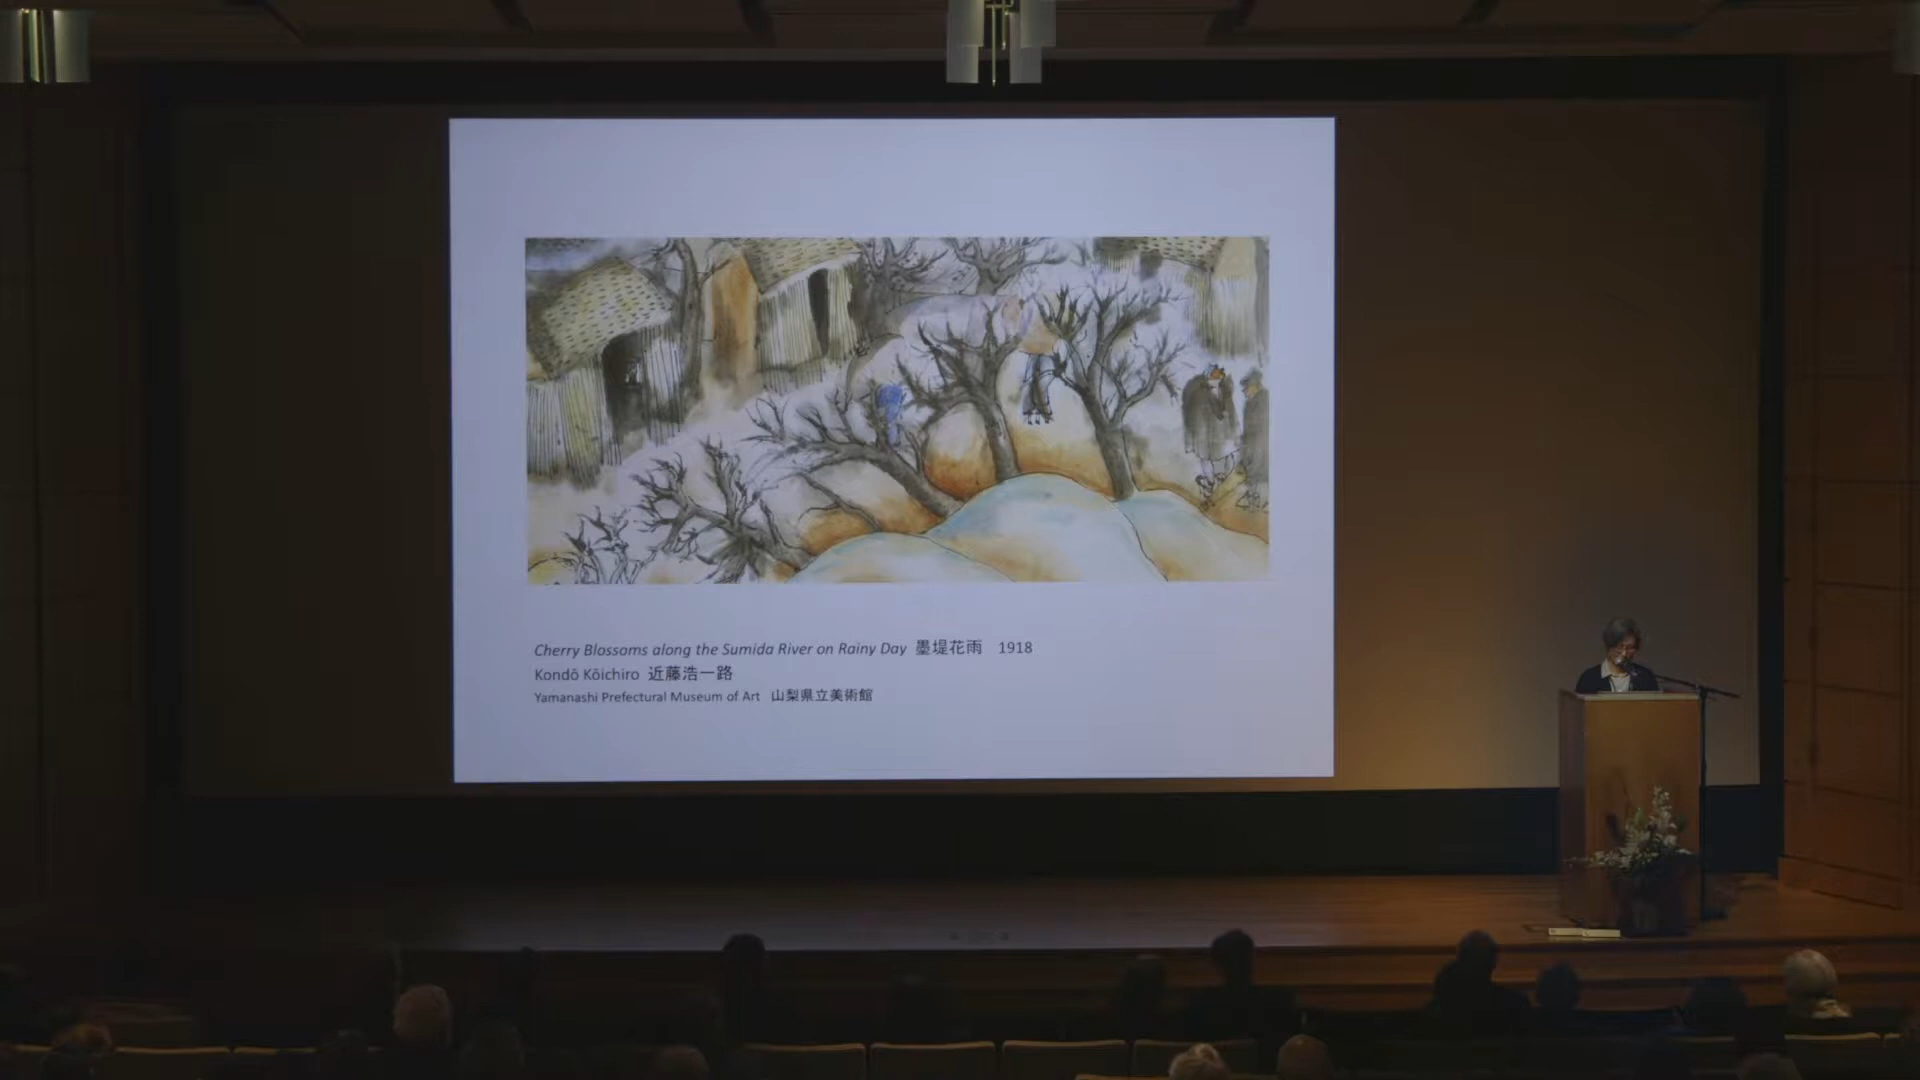 Cherry Blossoms along the Sumida River on Rainy Day 墨堤花雨 1918
Kondō Kōichiro 近藤浩一路
Yamanashi Prefectural Museum of Art 山梨県立美術館